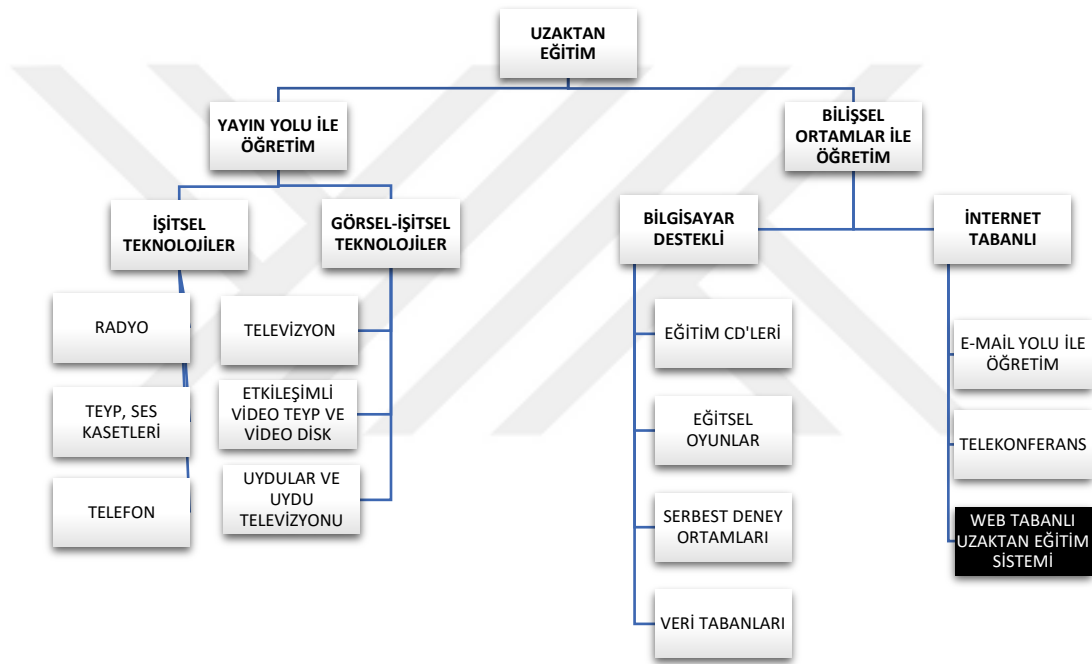 UZAKTAN
EĞİTİM
YAYIN YOLU İLE
ÖĞRETİM
BİLİŞSEL
ORTAMLAR İLE
ÖĞRETİM
İŞİTSEL
TEKNOLOJİLER
GÖRSEL-İŞİTSEL
TEKNOLOJİLER
BİLGİSAYAR
DESTEKLİ
İNTERNET
TABANLI
RADYO
TEYP, SES
KASETLERİ
TELEFON
TELEVİZYON
ETKİLEŞİMLİ
VİDEO TEYP VE
VİDEO DİSK
UYDULAR VE
UYDU
TELEVİZYONU
EĞİTİM CD'LERİ
EĞİTSEL
OYUNLAR
SERBEST DENEY
ORTAMLARI
VERİ TABANLARI
E-MAİL YOLU İLE
ÖĞRETİM
TELEKONFERANS
WEB TABANLI
UZAKTAN EĞİTİM
SİSTEMİ